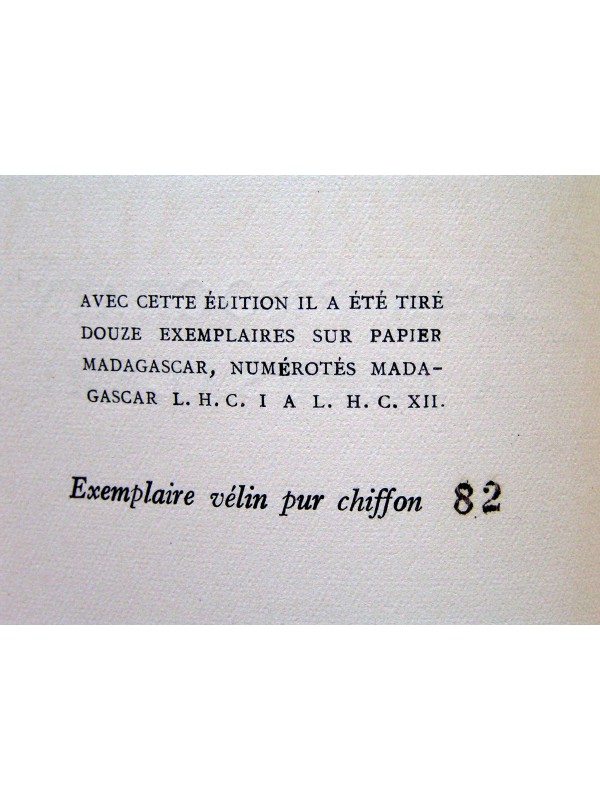 AVEC CETTE ÉDITION IL A ÉTÉ TIRÉ
DOUZE EXEMPLAIRES SUR PAPIER
MADAGASCAR, NUMÉROTÉS MADA-
GASCAR L. H. C. I A L. H. C. XII.
Exemplaire vélin pur chiffon 82